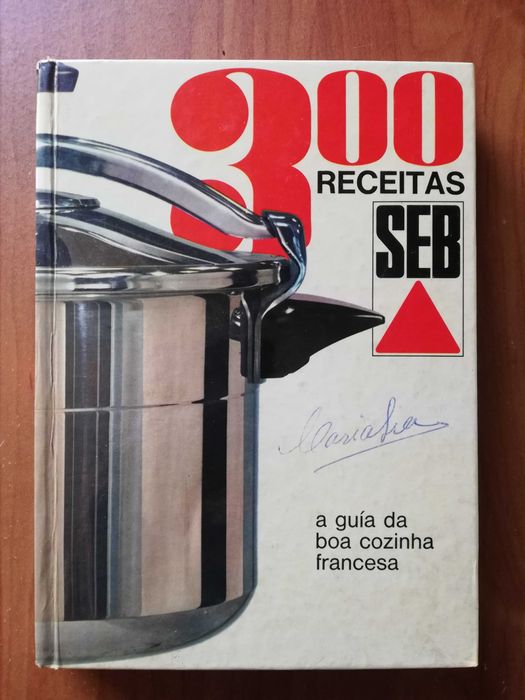 300
RECEITAS
SEB
a guía da
boa cozinha
francesa